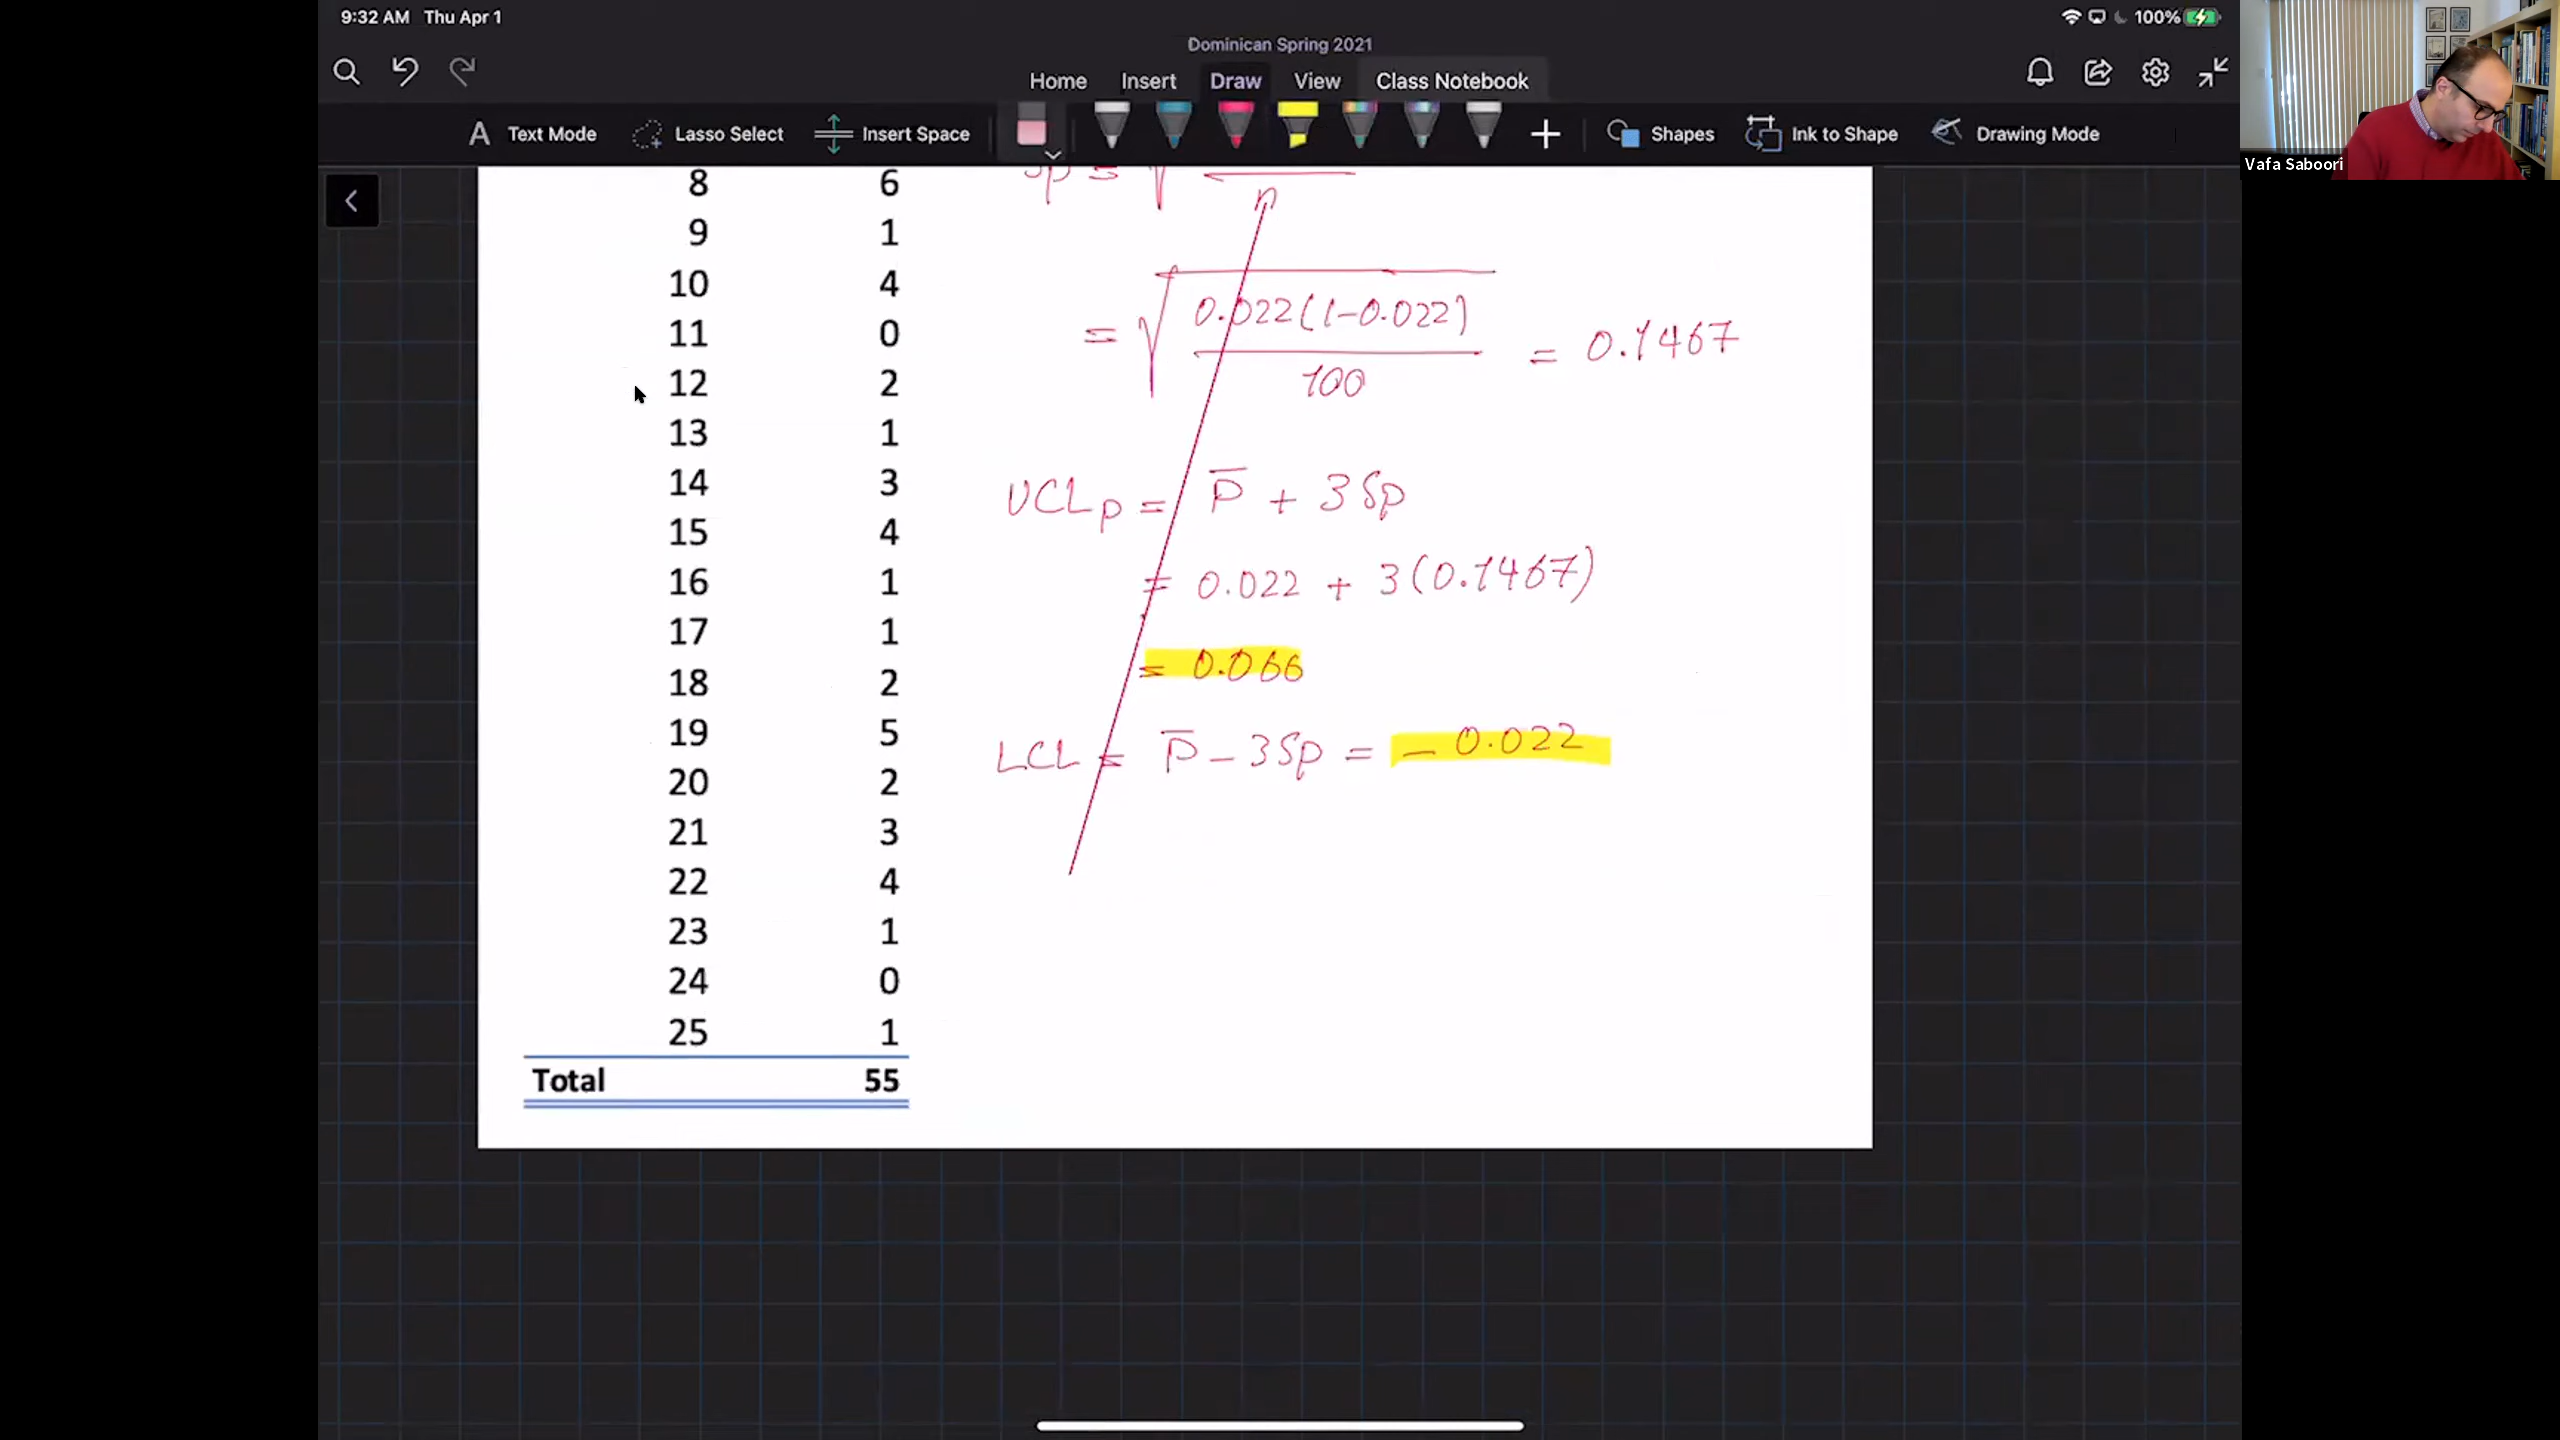 9:32 AM Thu Apr 1
100%
Dominican Spring 2021
Home Insert Draw View Class Notebook
Text Mode Lasso Select Insert Space Shapes Ink to Shape Drawing Mode
Vafa Saboori
8 6
9 1
10 4
11 0
12 2
13 1
14 3
15 4
16 1
17 1
18 2
19 5
20 2
21 3
22 4
23 1
24 0
25 1
Total 55
Sp = √
n
= √ 0.022(1-0.022)
100
= 0.1467
UCLp = p̅ + 3Sp
= 0.022 + 3(0.1467)
= 0.066
LCL = p̅ - 3Sp = - 0.022